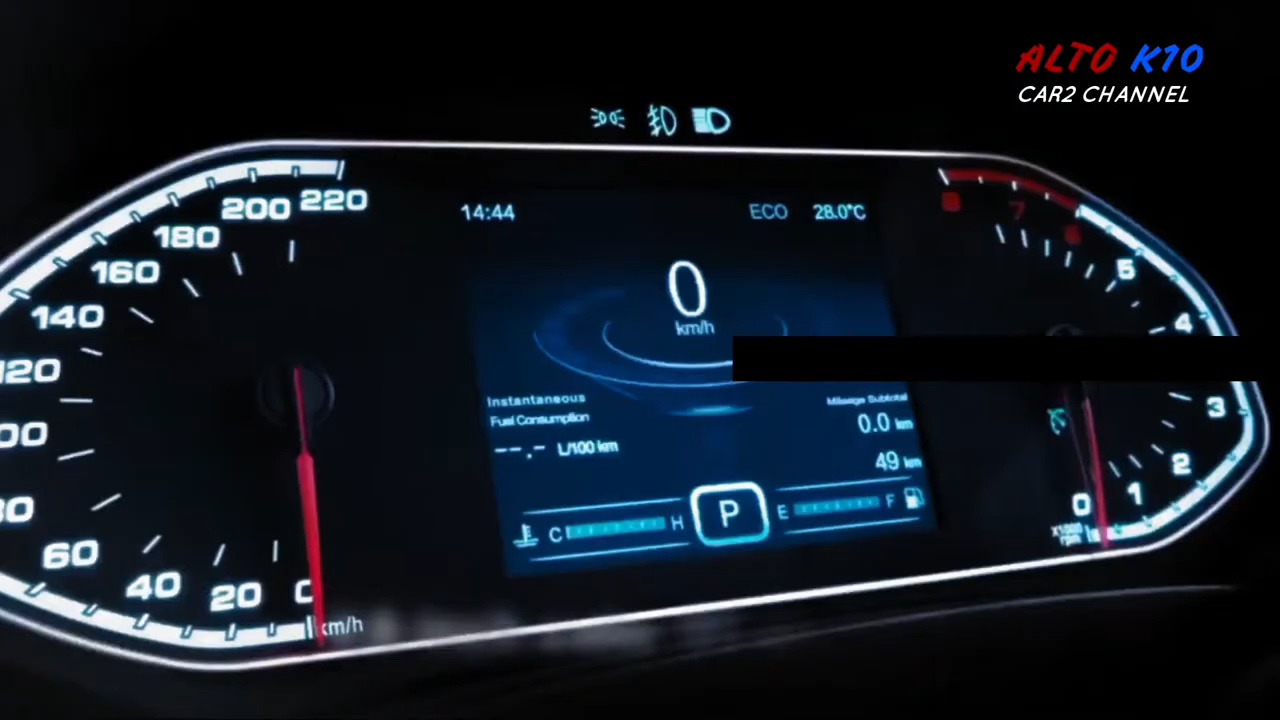 ALTO K10
CAR2 CHANNEL
14:44
ECO 28.0°C
0
km/h
Instantaneous
Fuel Consumption
--.- L/100 km
Mileage Subtotal
0.0 km
49 km
C H
P
E F
220
200
180
160
140
120
60
40
20
km/h
7
5
4
3
2
1
0
X1000
rpm